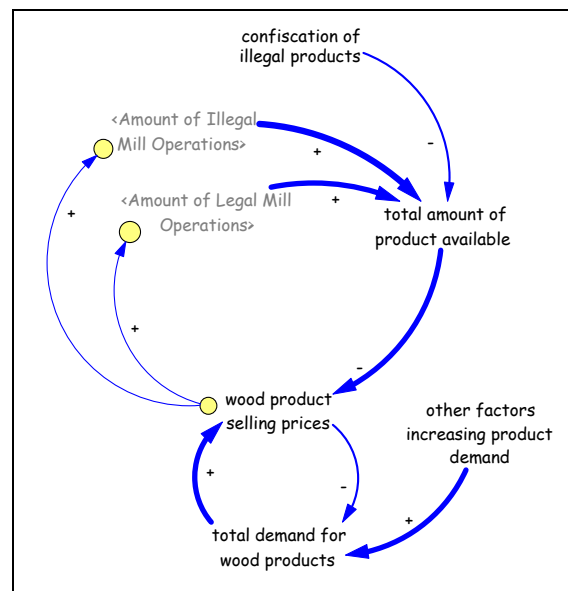 confiscation of
illegal products
<Amount of Illegal
Mill Operations>
+
-
<Amount of Legal Mill
Operations>
+
+
total amount of
product available
+
-
wood product
selling prices
other factors
increasing product
demand
+
-
+
total demand for
wood products